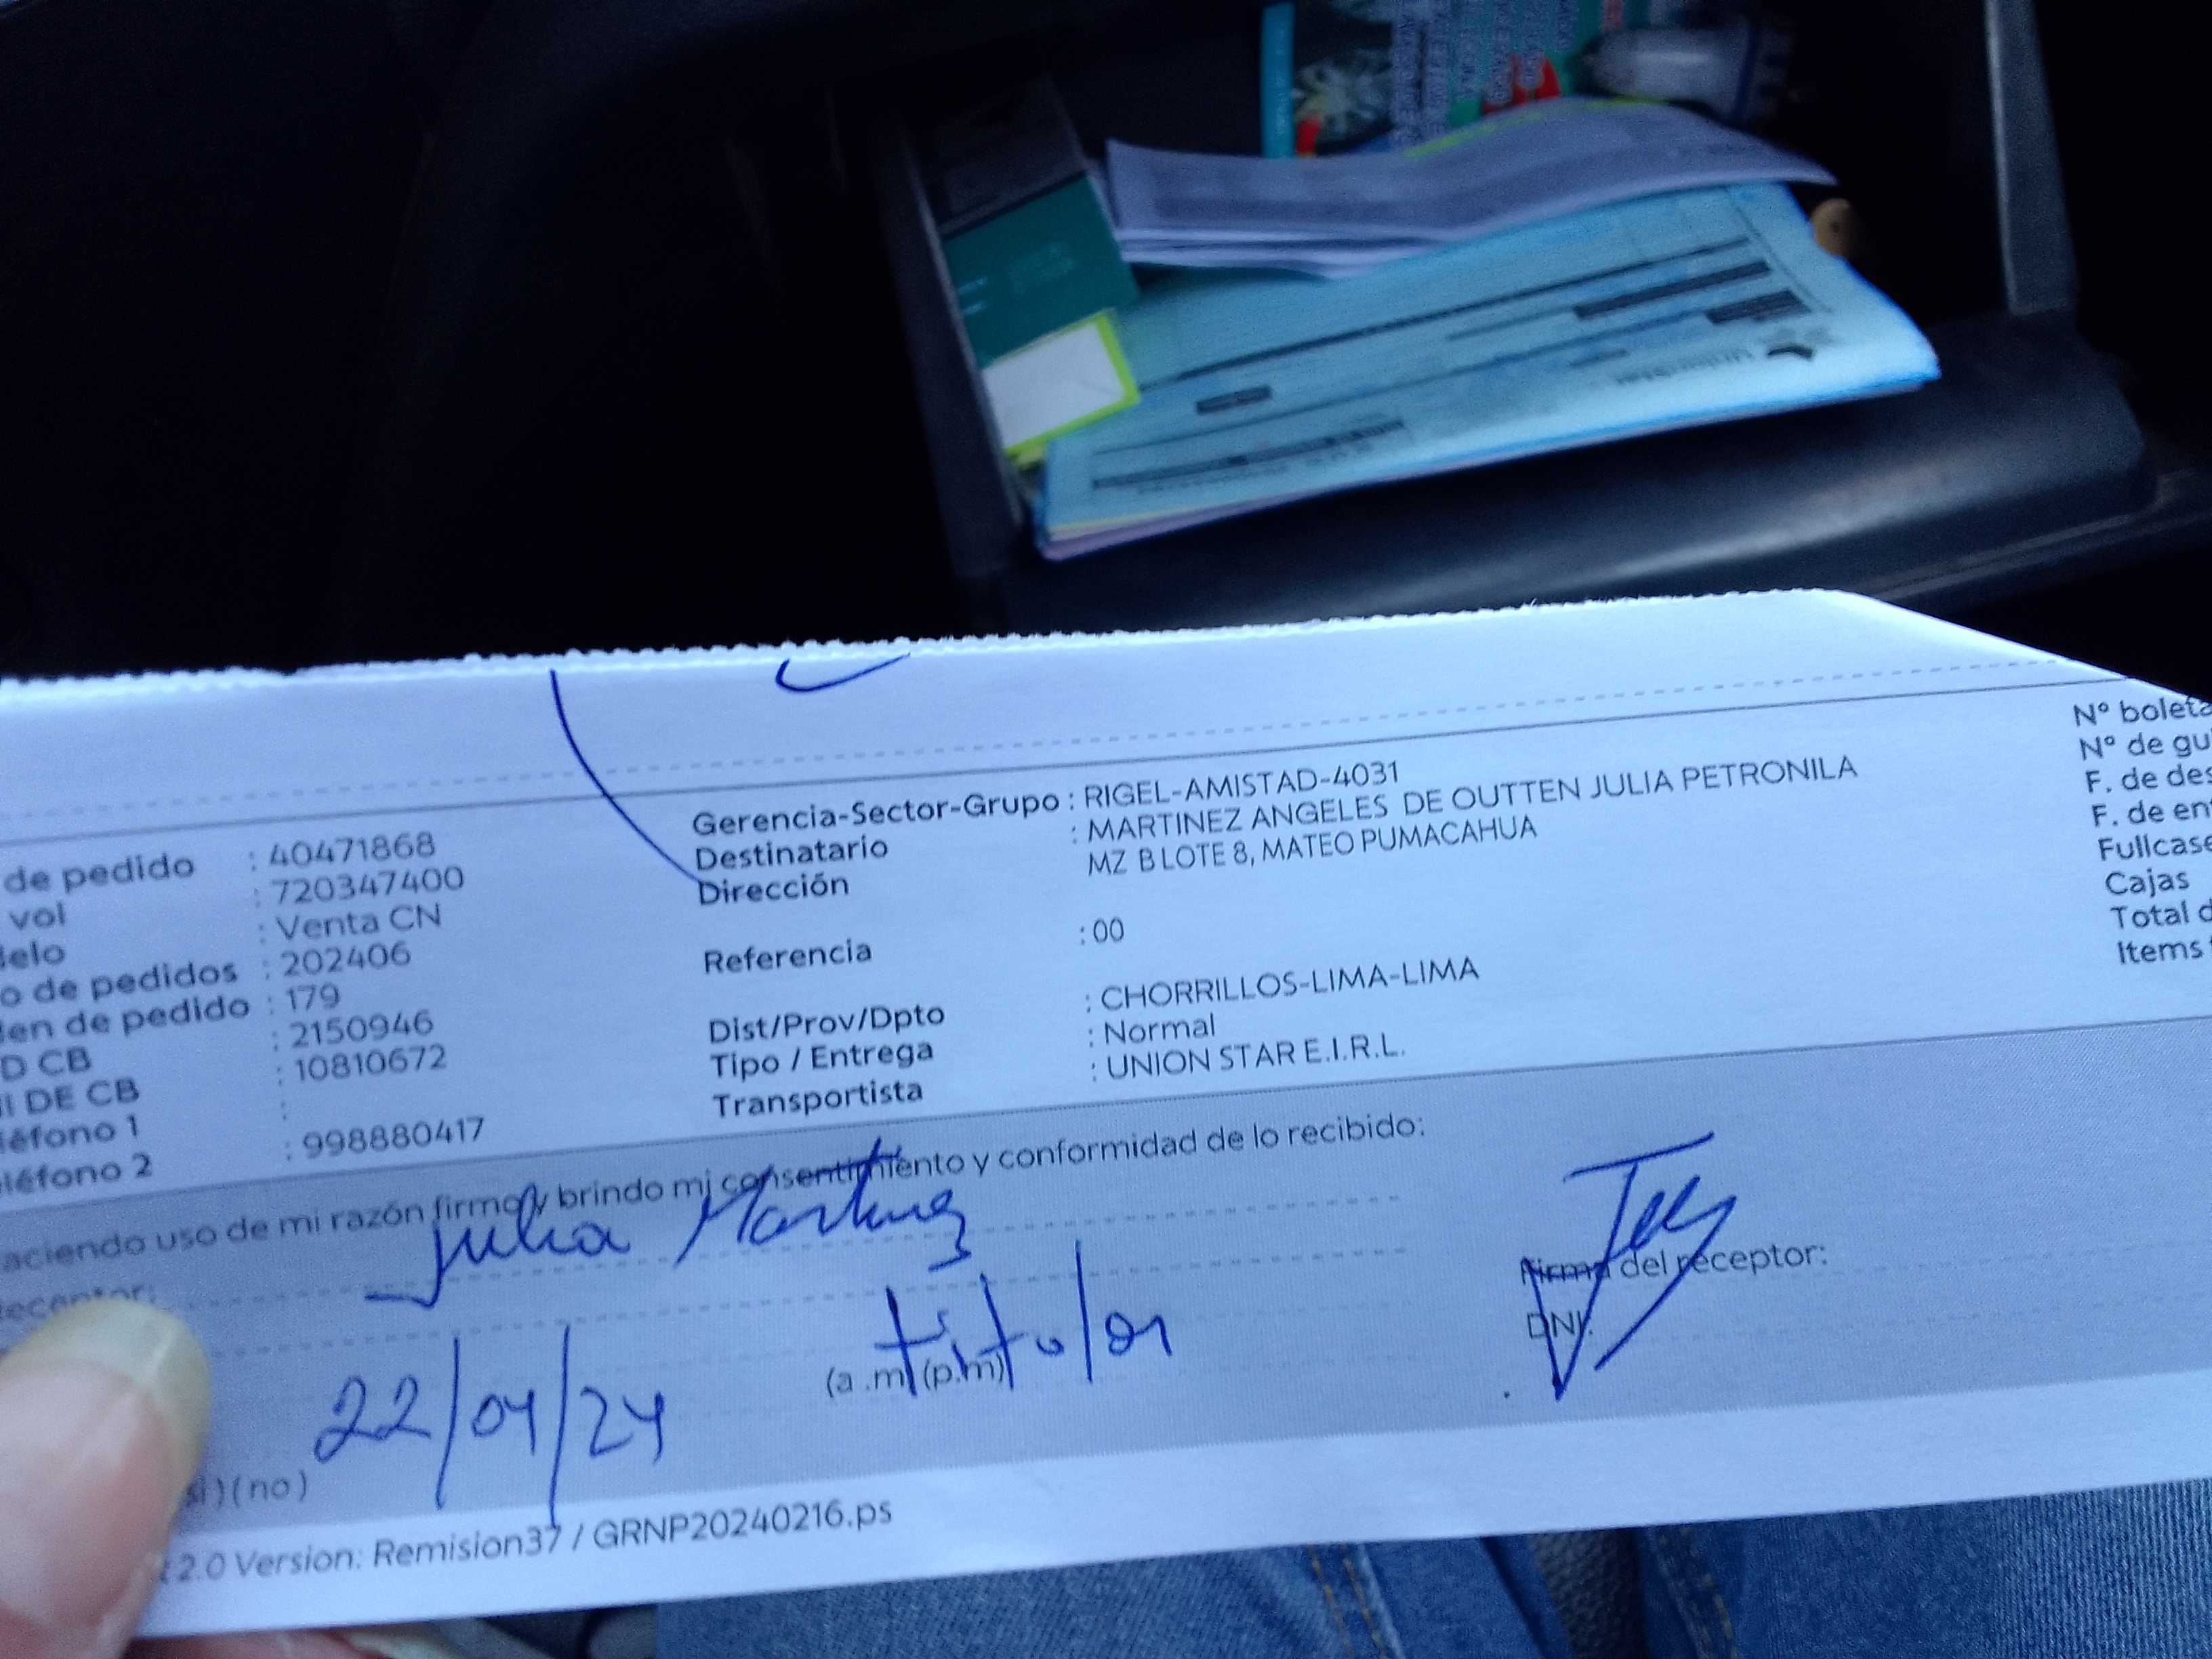 Gerencia-Sector-Grupo : RIGEL-AMISTAD-4031
Destinatario : MARTINEZ ANGELES DE OUTTEN JULIA PETRONILA
Dirección MZ B LOTE 8, MATEO PUMACAHUA
Referencia : 00
Dist/Prov/Dpto : CHORRILLOS-LIMA-LIMA
Tipo / Entrega : Normal
Transportista : UNION STAR E.I.R.L.
de pedido : 40471868
vol : 720347400
elo : Venta CN
o de pedidos : 202406
en de pedido : 179
D CB : 2150946
I DE CB : 10810672
léfono 1 :
léfono 2 : 998880417
N° boleta
N° de gu
F. de des
F. de en
Fullcase
Cajas
Total d
Items
aciendo uso de mi razón firmo y brindo mi consentimiento y conformidad de lo recibido:
eceptor: Julia Martinez
Firma del receptor:
DNI:
22/04/24 (a .m) (p.m) titular
si ) ( no )
2.0 Version: Remision37 / GRNP20240216.ps